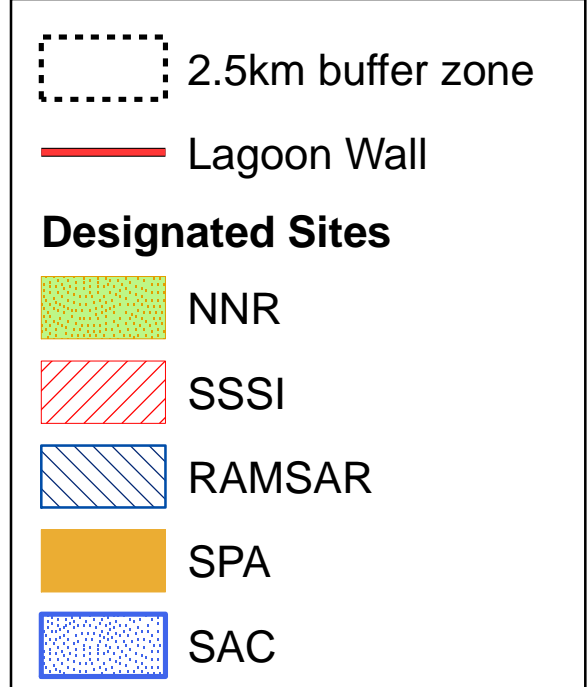 2.5km buffer zone
Lagoon Wall
Designated Sites
NNR
SSSI
RAMSAR
SPA
SAC